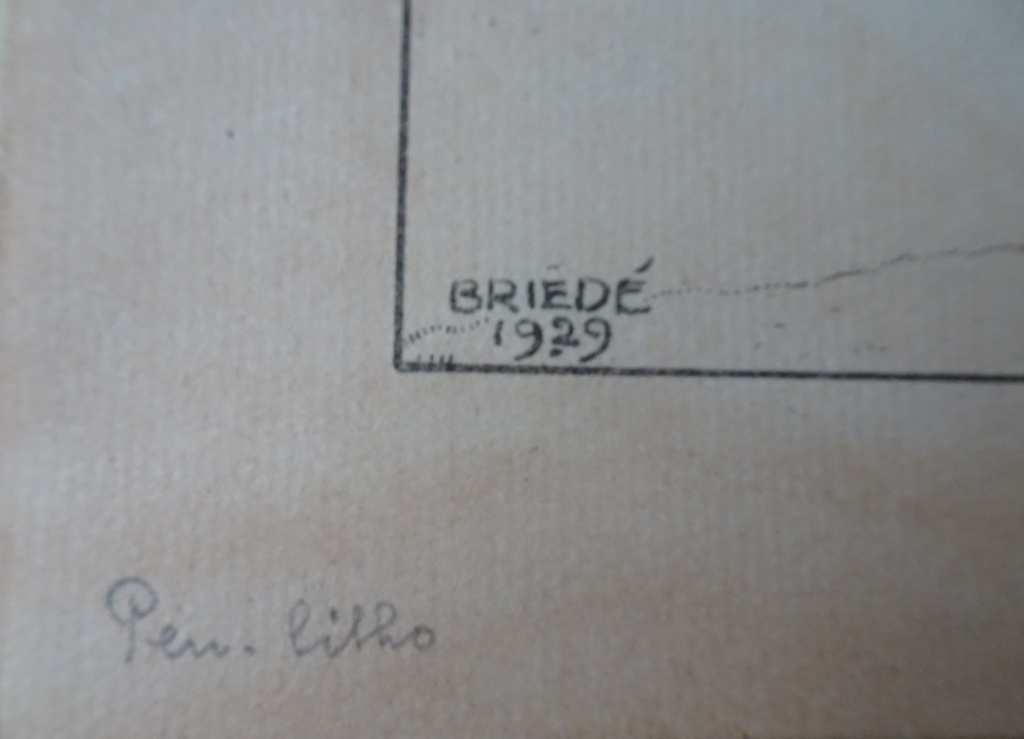 BRIEDÉ
1929
Pen. litho